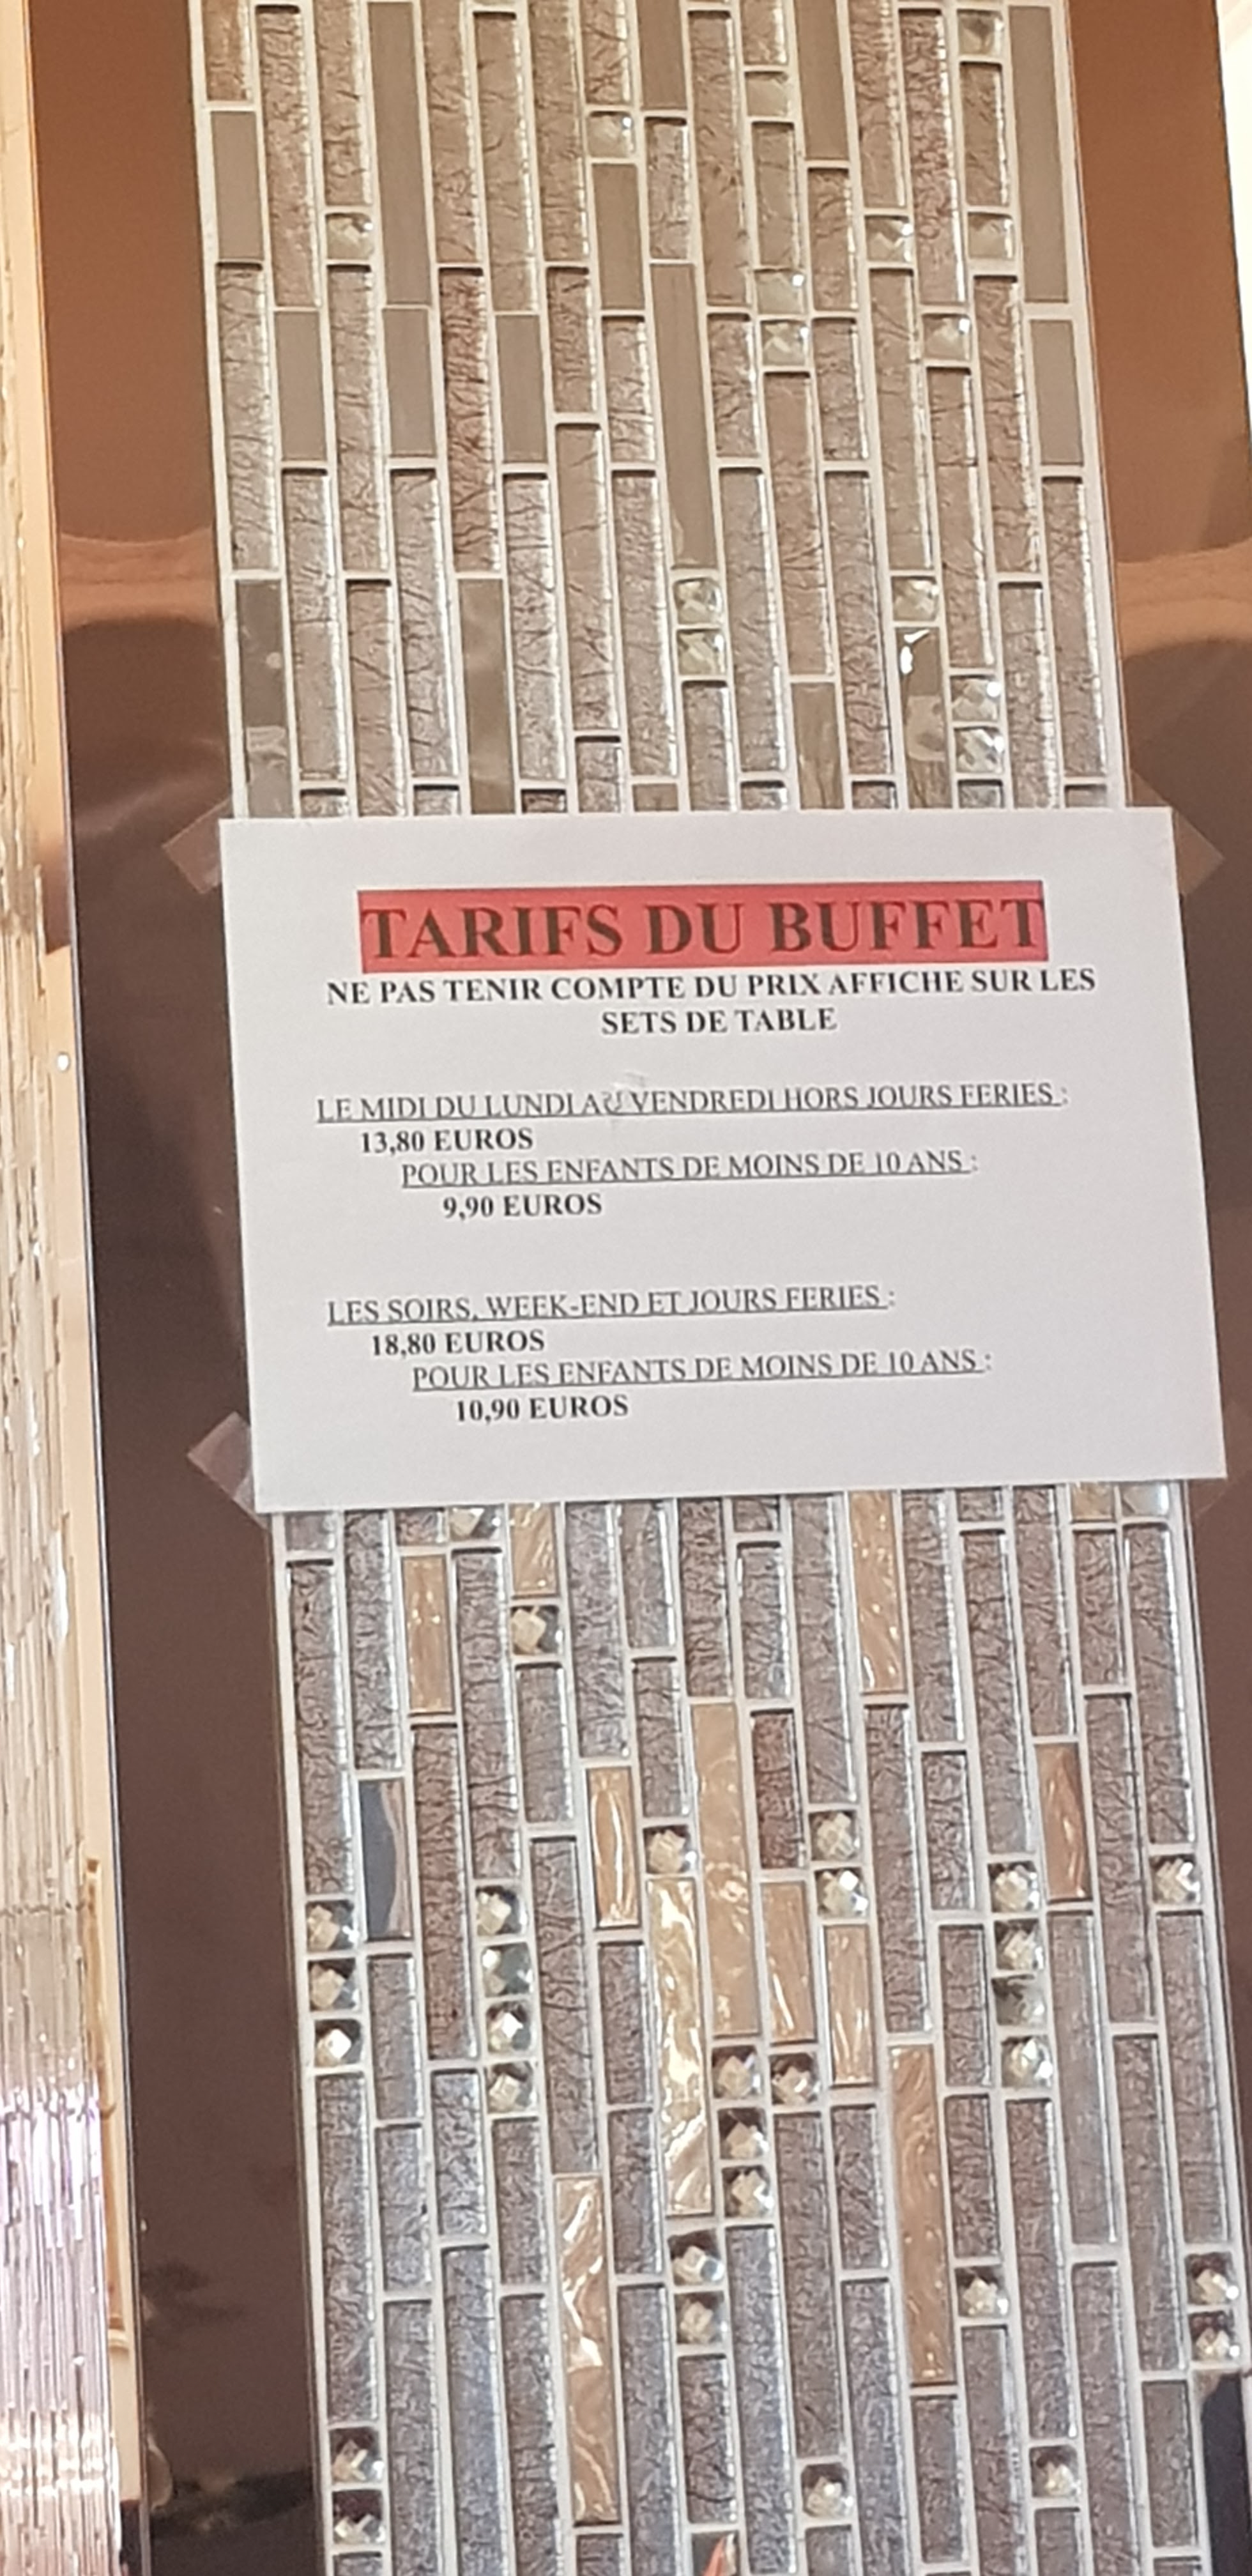 TARIFS DU BUFFET
NE PAS TENIR COMPTE DU PRIX AFFICHE SUR LES
SETS DE TABLE
LE MIDI DU LUNDI AU VENDREDI HORS JOURS FERIES :
13,80 EUROS
POUR LES ENFANTS DE MOINS DE 10 ANS :
9,90 EUROS
LES SOIRS, WEEK-END ET JOURS FERIES :
18,80 EUROS
POUR LES ENFANTS DE MOINS DE 10 ANS :
10,90 EUROS